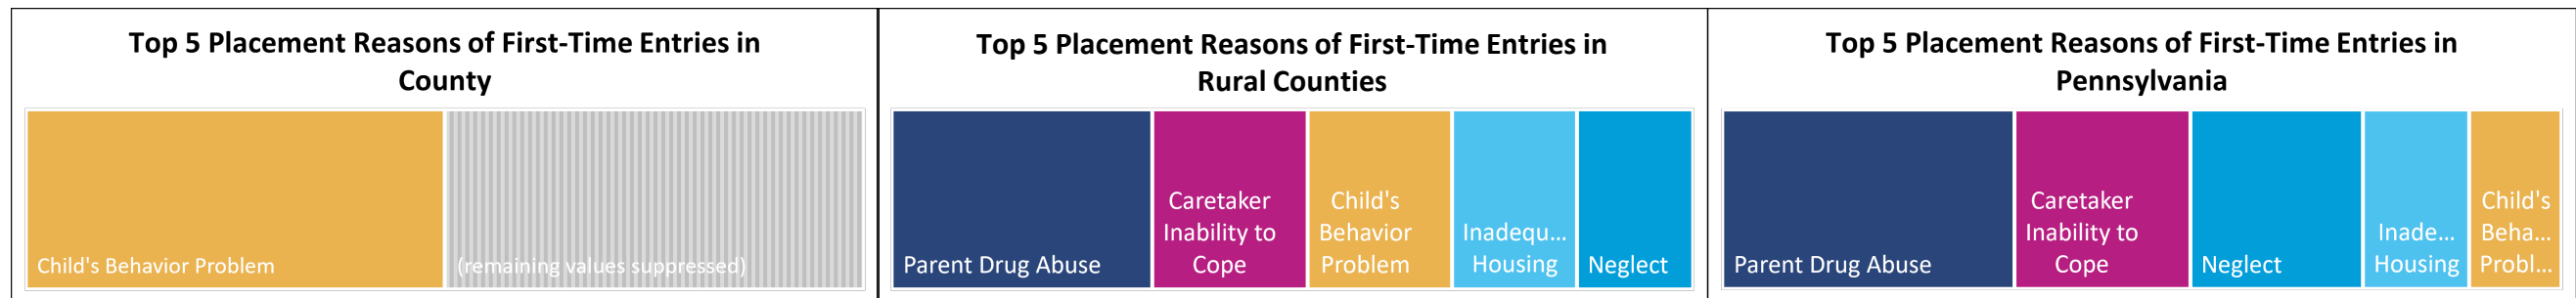 Top 5 Placement Reasons of First-Time Entries in
County
Child's Behavior Problem
(remaining values suppressed)
Top 5 Placement Reasons of First-Time Entries in
Rural Counties
Parent Drug Abuse
Caretaker
Inability to
Cope
Child's
Behavior
Problem
Inadequ...
Housing
Neglect
Top 5 Placement Reasons of First-Time Entries in
Pennsylvania
Parent Drug Abuse
Caretaker
Inability to
Cope
Neglect
Inade...
Housing
Child's
Beha...
Probl...